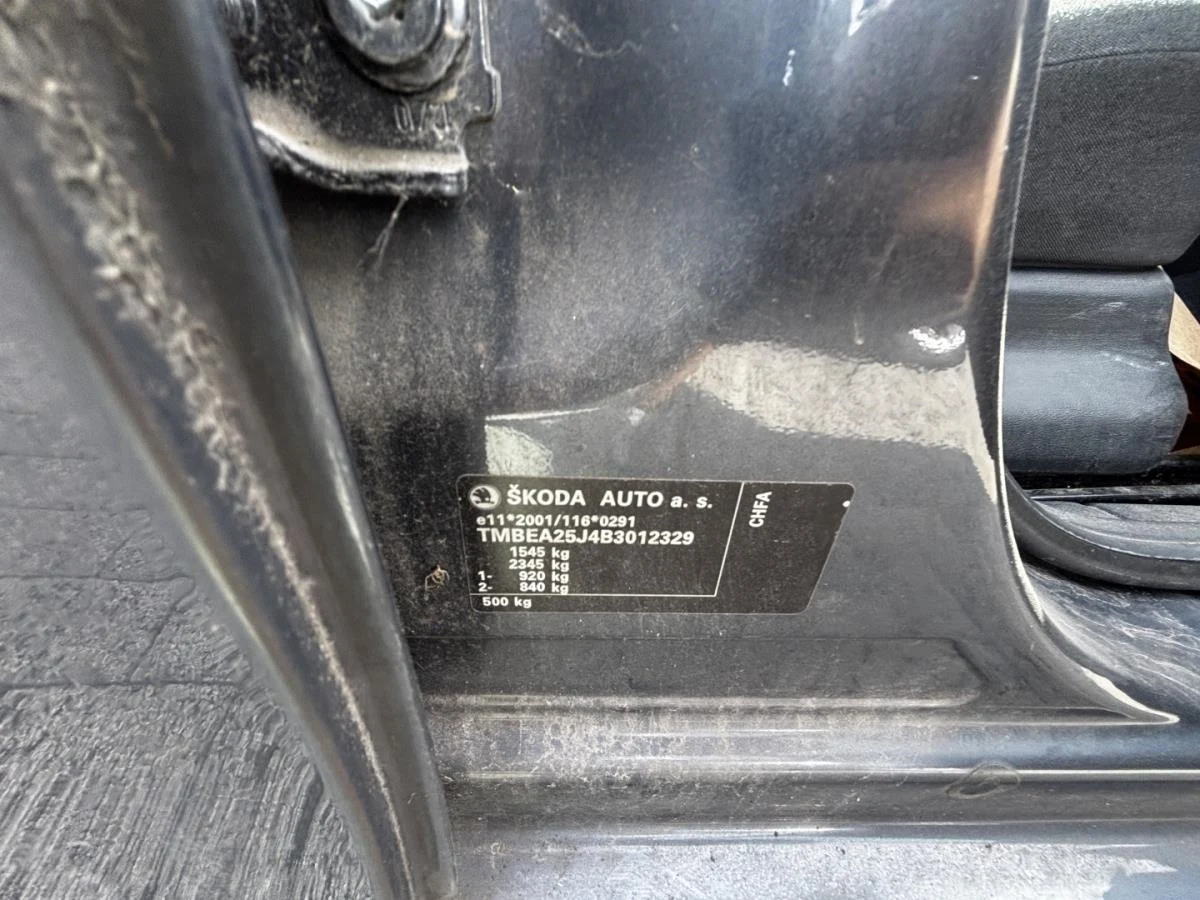 ŠKODA AUTO a. s.
e11*2001/116*0291
TMBEA25J4B3012329
1545 kg
2345 kg
1- 920 kg
2- 840 kg
500 kg
CHFA